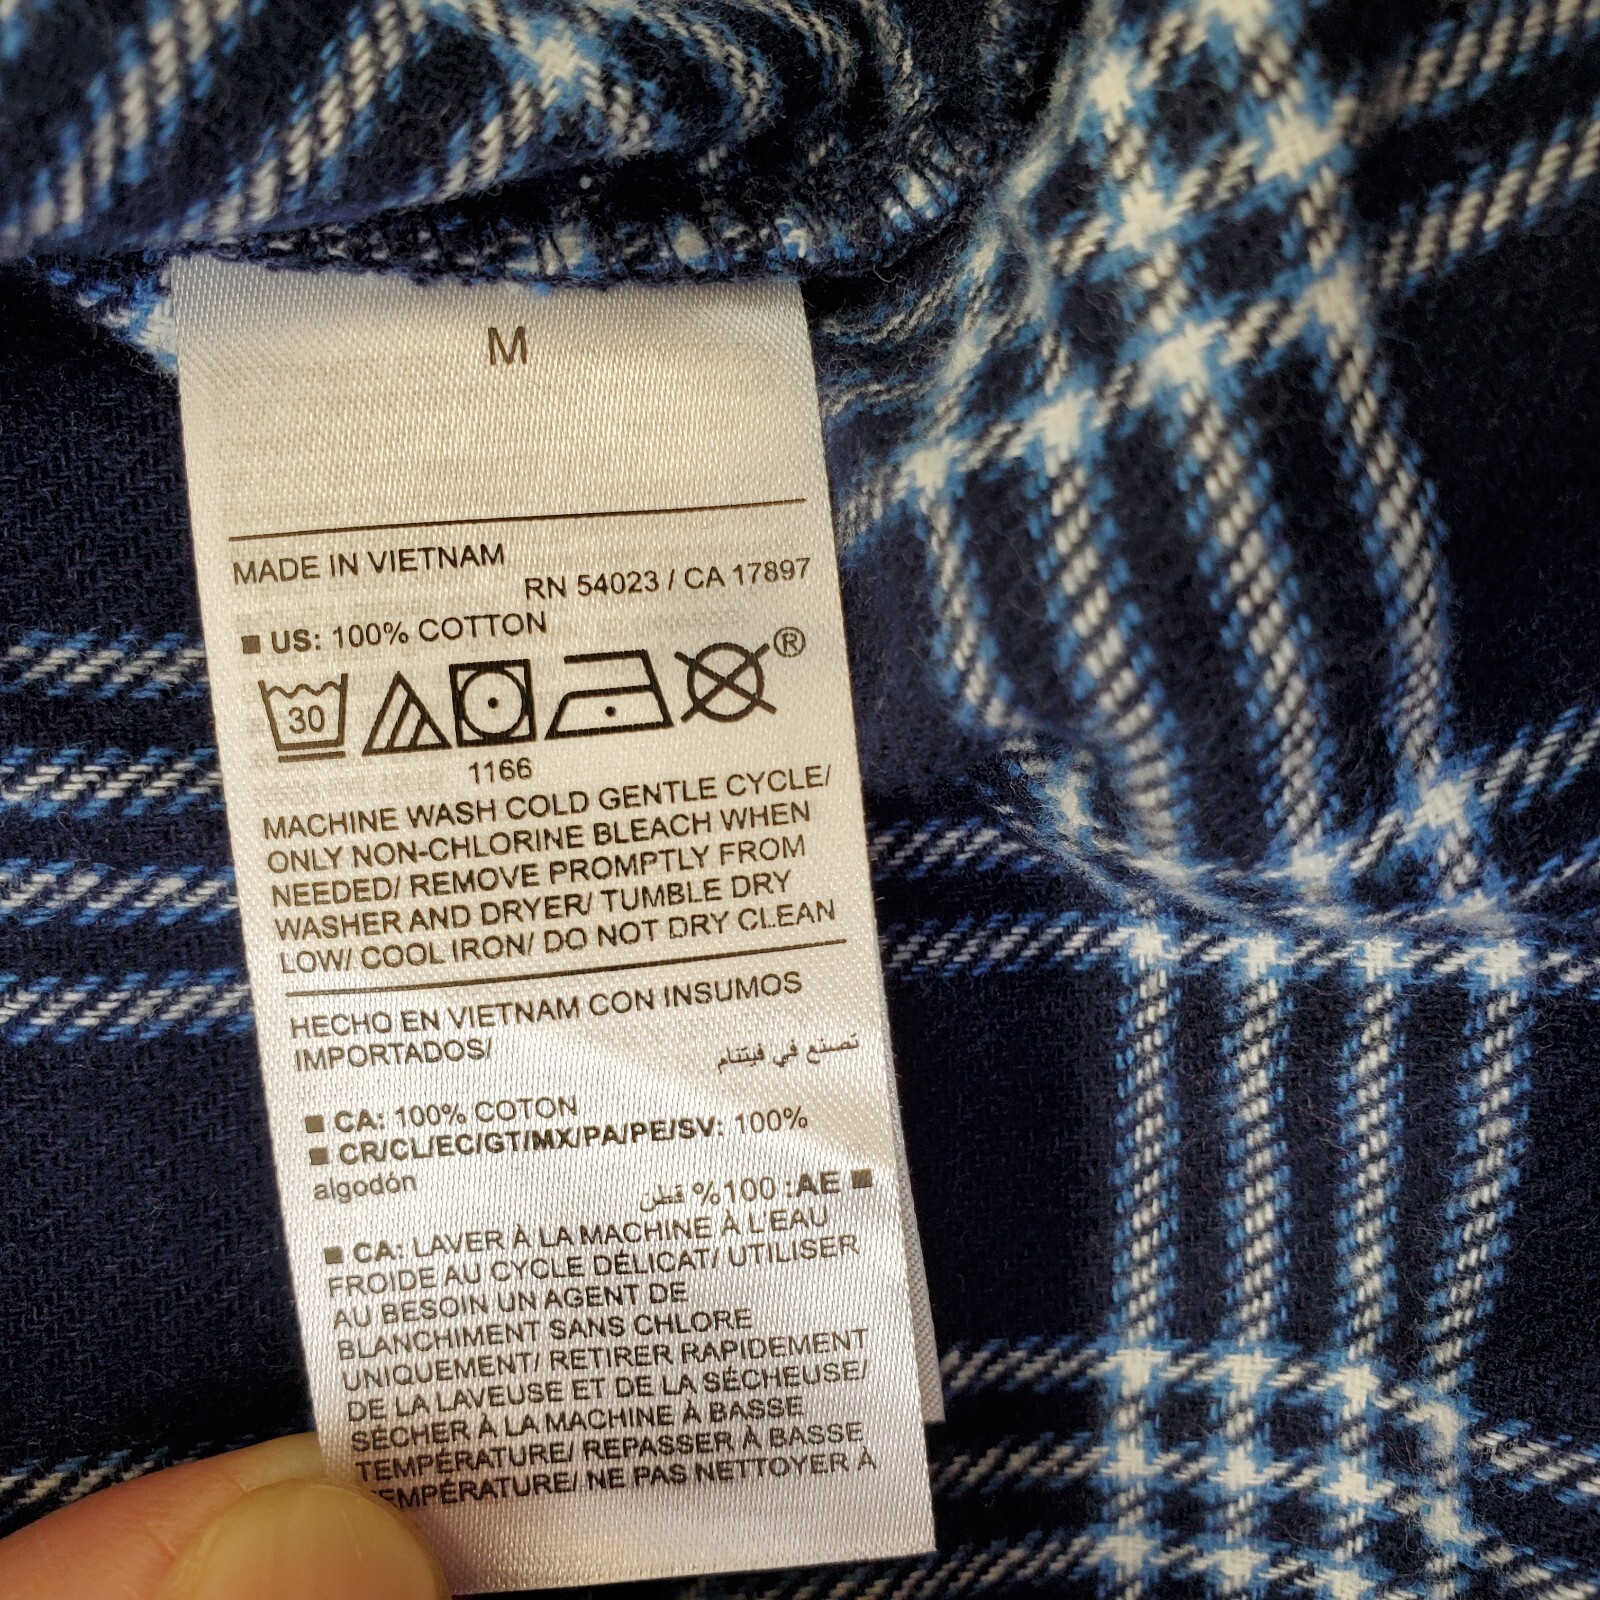 M
MADE IN VIETNAM
RN 54023 / CA 17897
US: 100% COTTON
30
®
1166
MACHINE WASH COLD GENTLE CYCLE/
ONLY NON-CHLORINE BLEACH WHEN
NEEDED/ REMOVE PROMPTLY FROM
WASHER AND DRYER/ TUMBLE DRY
LOW/ COOL IRON/ DO NOT DRY CLEAN
HECHO EN VIETNAM CON INSUMOS
IMPORTADOS/
تصنع في فيتنام
CA: 100% COTON
CR/CL/EC/GT/MX/PA/PE/SV: 100%
algodón
AE: 100% قطن
CA: LAVER À LA MACHINE À L'EAU
FROIDE AU CYCLE DÉLICAT/ UTILISER
AU BESOIN UN AGENT DE
BLANCHIMENT SANS CHLORE
UNIQUEMENT/ RETIRER RAPIDEMENT
DE LA LAVEUSE ET DE LA SÉCHEUSE/
SÉCHER À LA MACHINE À BASSE
TEMPÉRATURE/ REPASSER À BASSE
TEMPÉRATURE/ NE PAS NETTOYER À